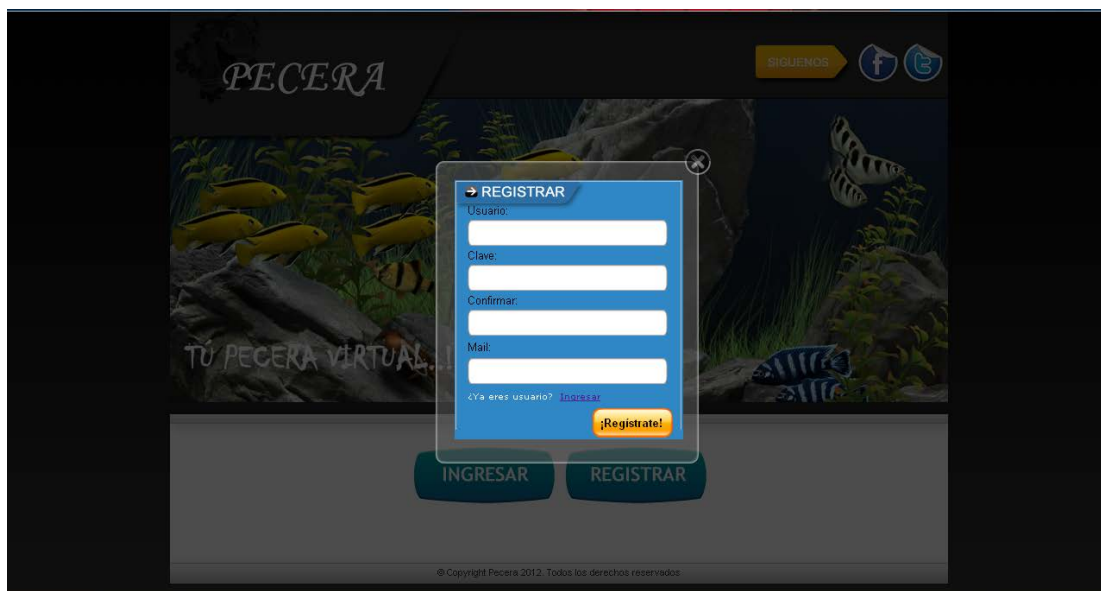 PECERA
SIGUENOS
REGISTRAR
Usuario:
Clave:
Confirmar:
Mail:
¿Ya eres usuario? Ingresar
¡Regístrate!
TÚ PECERA VIRTUAL..!
INGRESAR
REGISTRAR
© Copyright Pecera 2012. Todos los derechos reservados